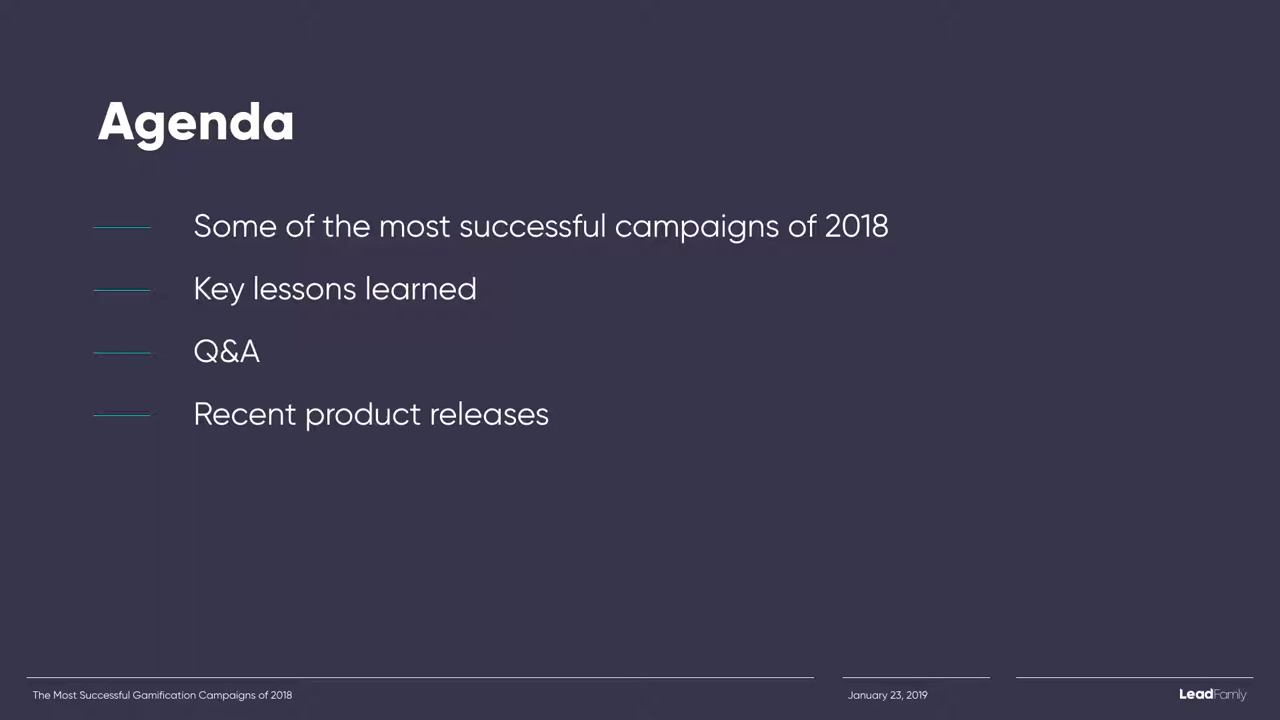 Agenda
Some of the most successful campaigns of 2018
Key lessons learned
Q&A
Recent product releases
The Most Successful Gamification Campaigns of 2018
January 23, 2019
LeadFamly